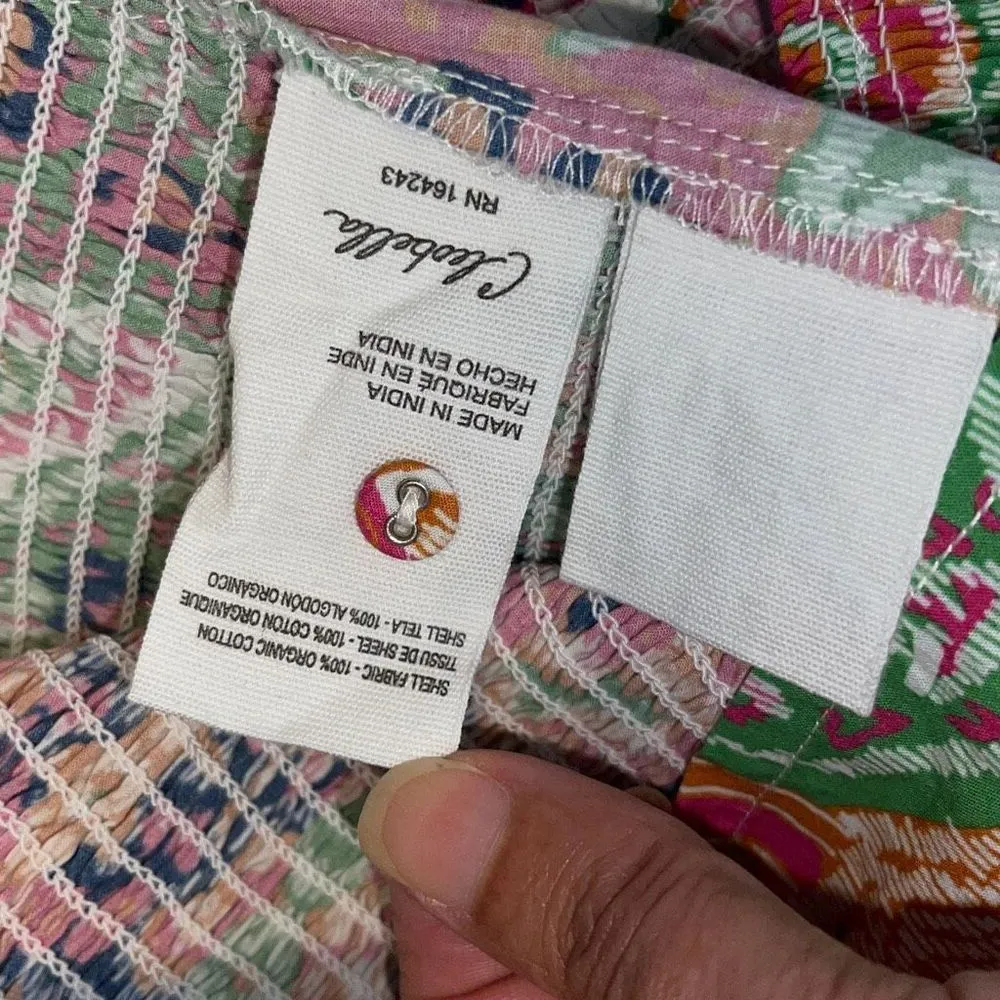 SHELL FABRIC - 100% ORGANIC COTTON
TISSU DE SHEEL - 100% COTON ORGANIQUE
SHELL TELA - 100% ALGODÓN ORGÁNICO
MADE IN INDIA
FABRIQUÉ EN INDE
HECHO EN INDIA
Cleobella
RN 164243